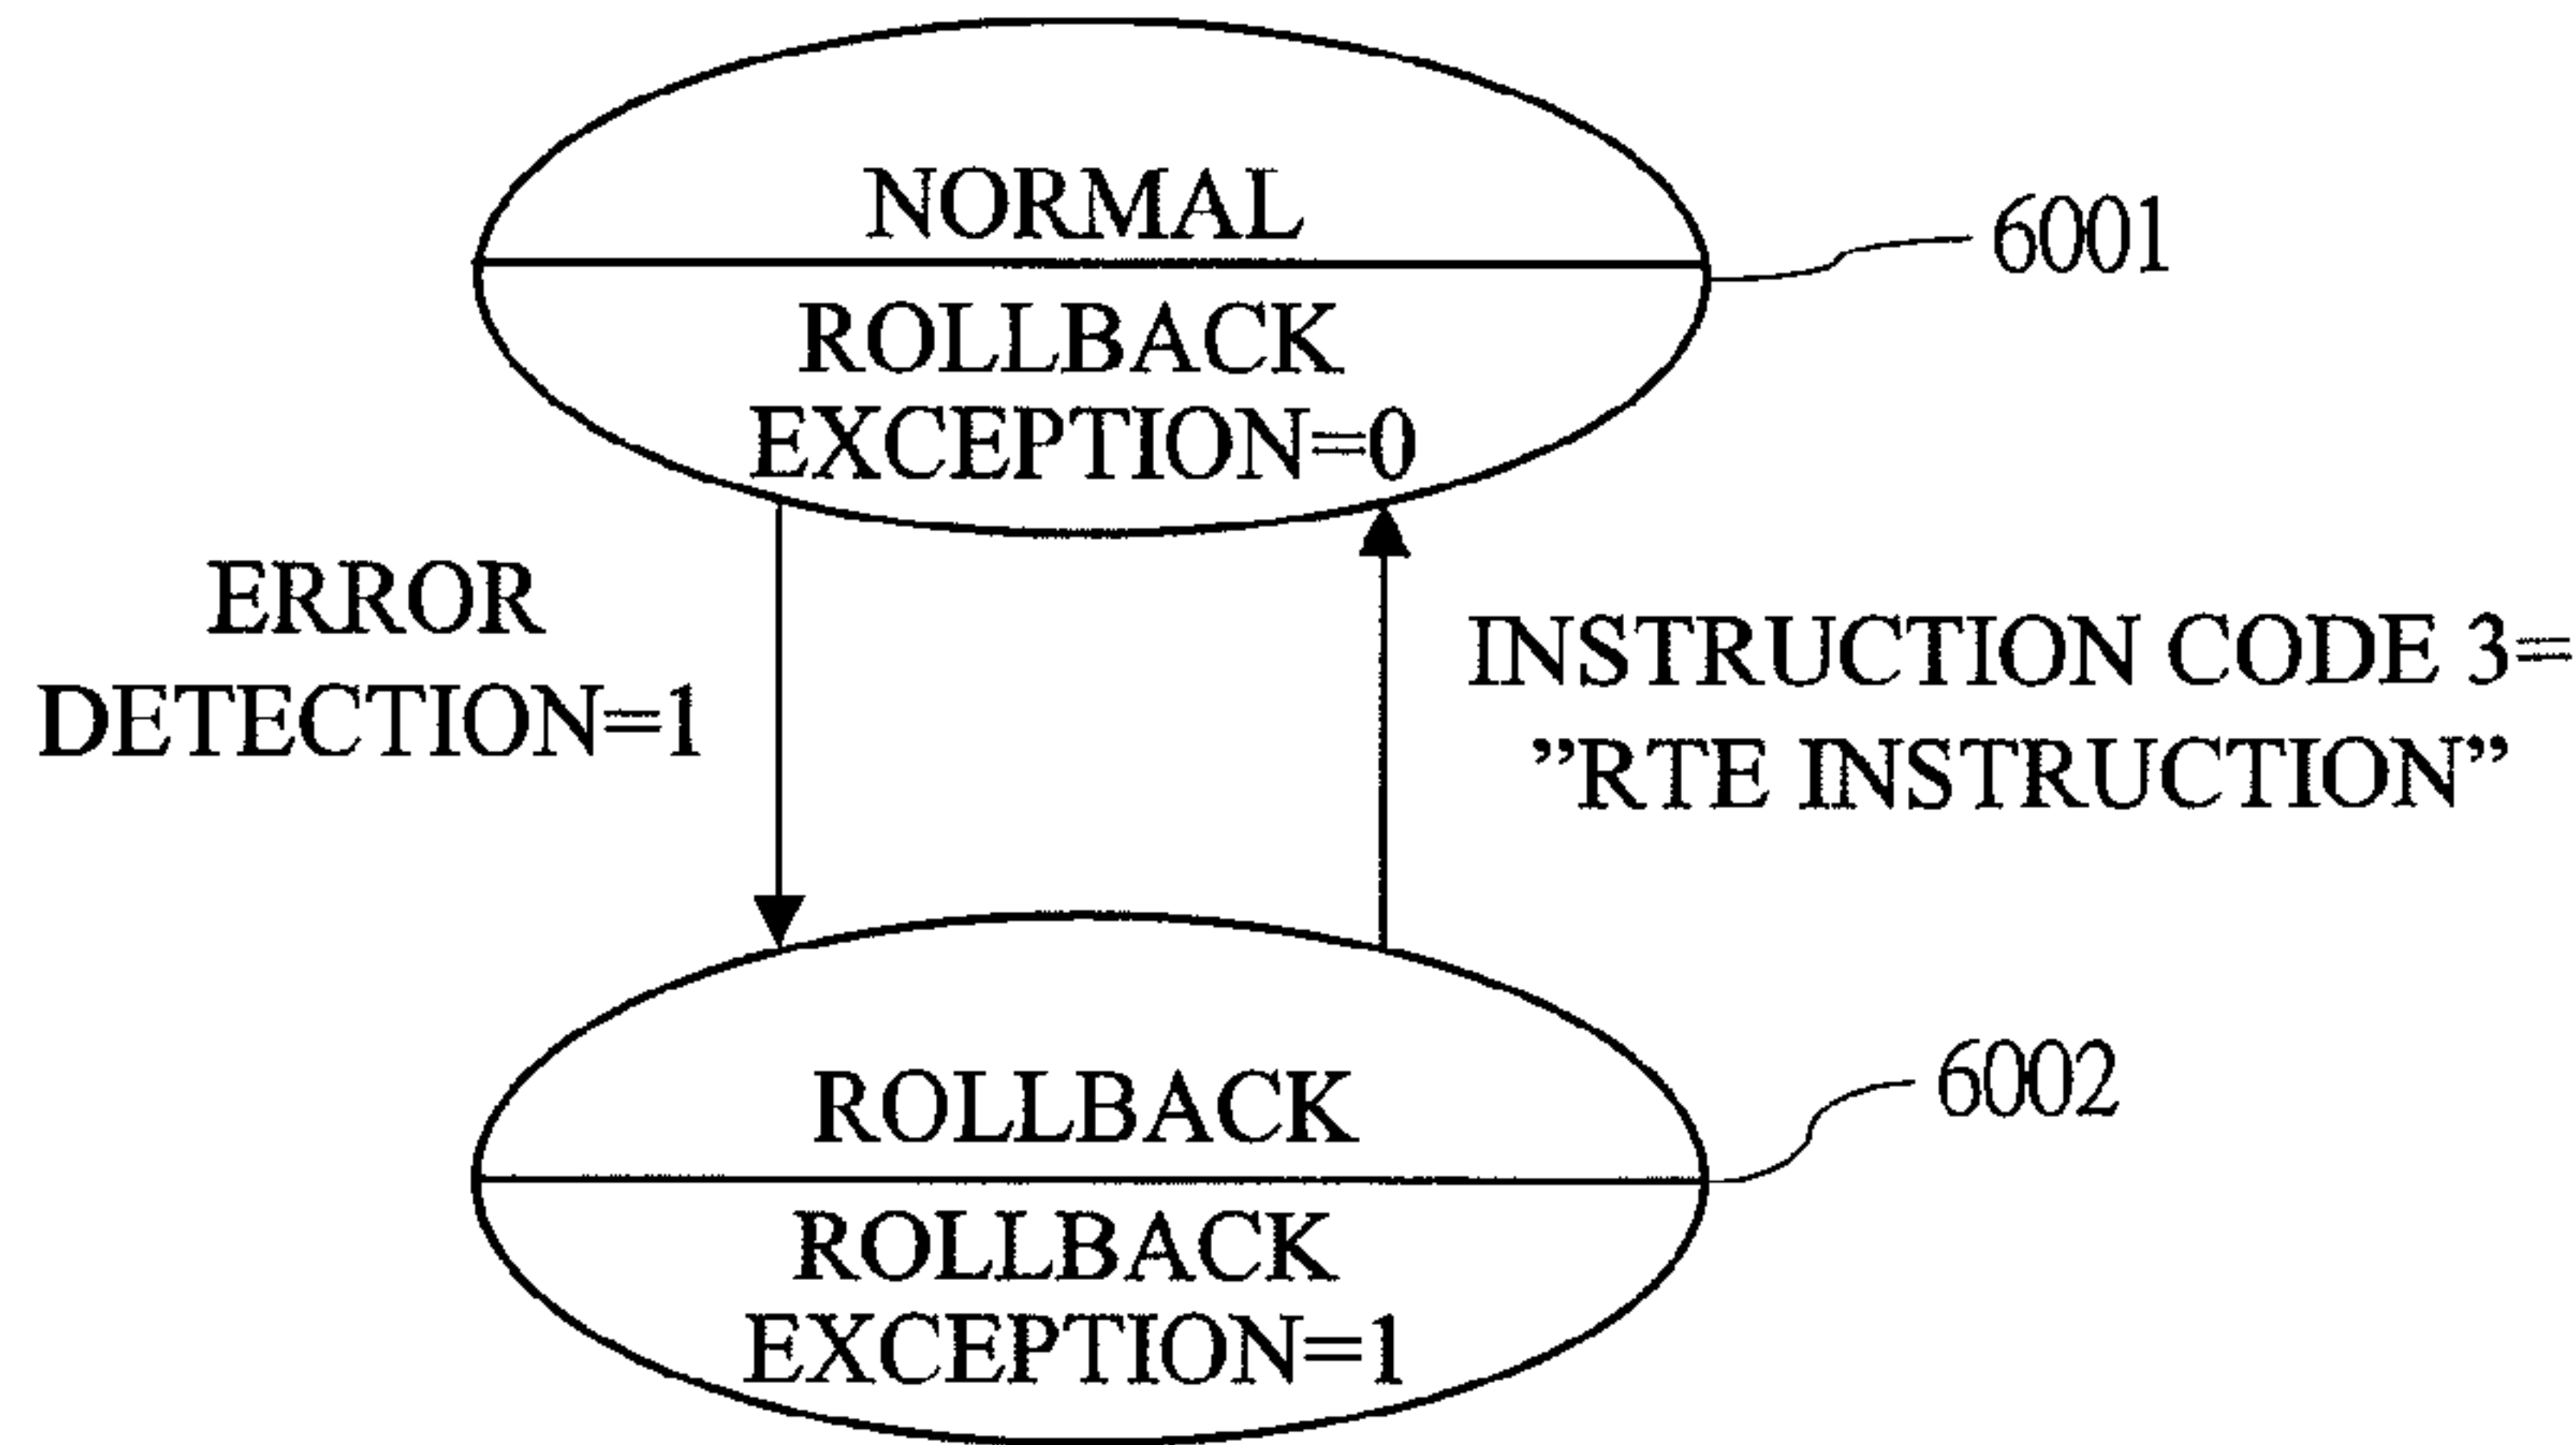 NORMAL
6001
ROLLBACK
EXCEPTION=0
ERROR
DETECTION=1
INSTRUCTION CODE 3=
”RTE INSTRUCTION”
ROLLBACK
6002
ROLLBACK
EXCEPTION=1